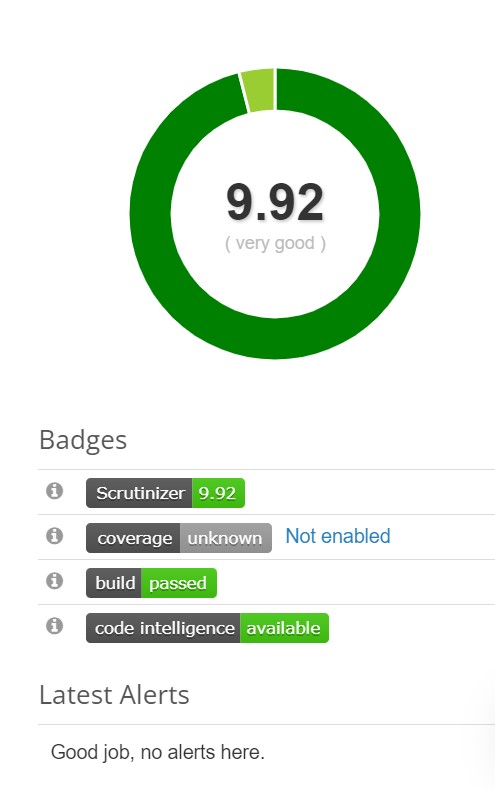 9.92
( very good )
Badges
Scrutinizer 9.92
coverage unknown Not enabled
build passed
code intelligence available
Latest Alerts
Good job, no alerts here.